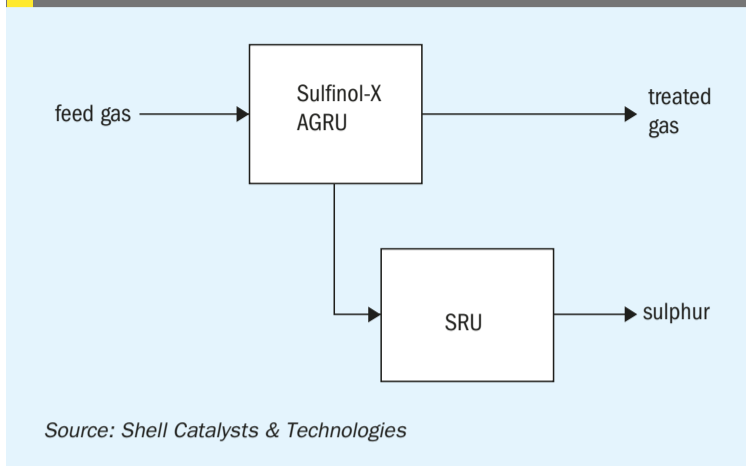 feed gas
Sulfinol-X
AGRU
treated
gas
SRU
sulphur
Source: Shell Catalysts & Technologies